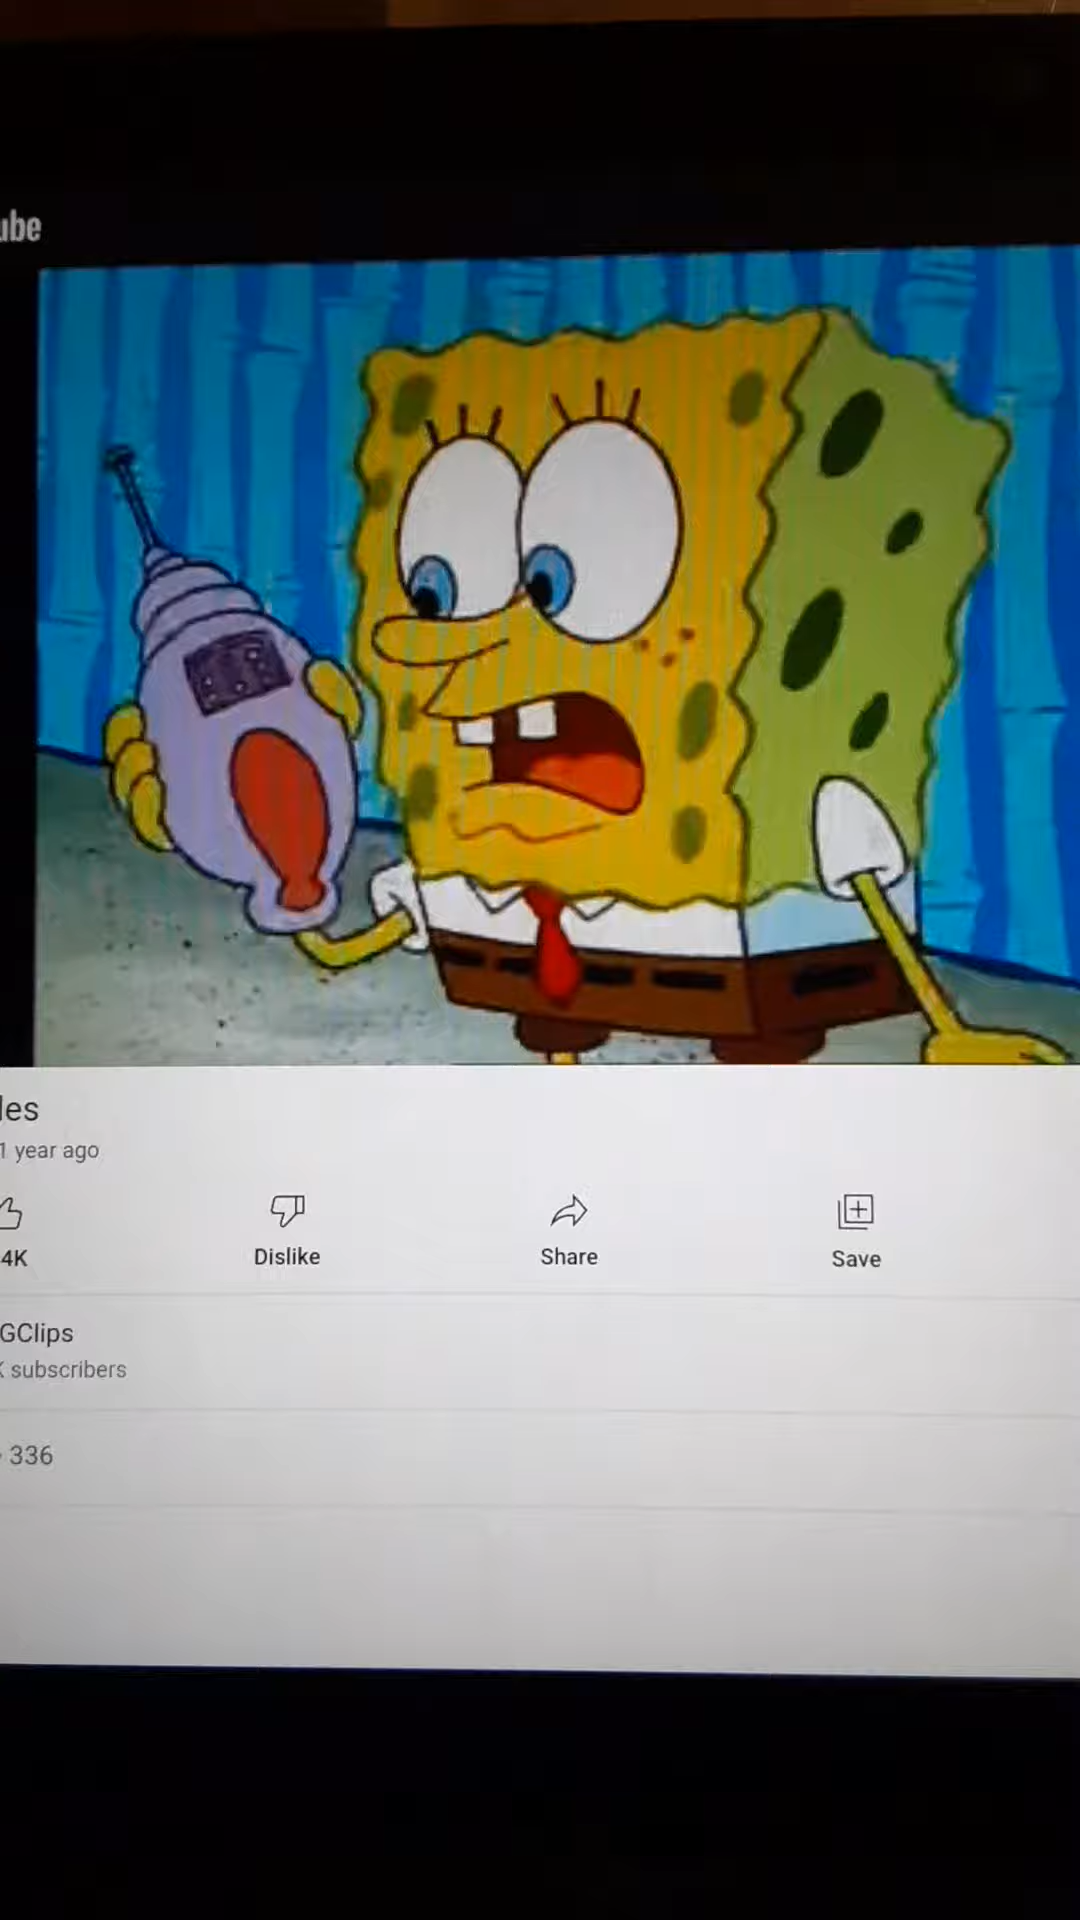 ube
les
1 year ago
4K
Dislike
Share
Save
GClips
K subscribers
336